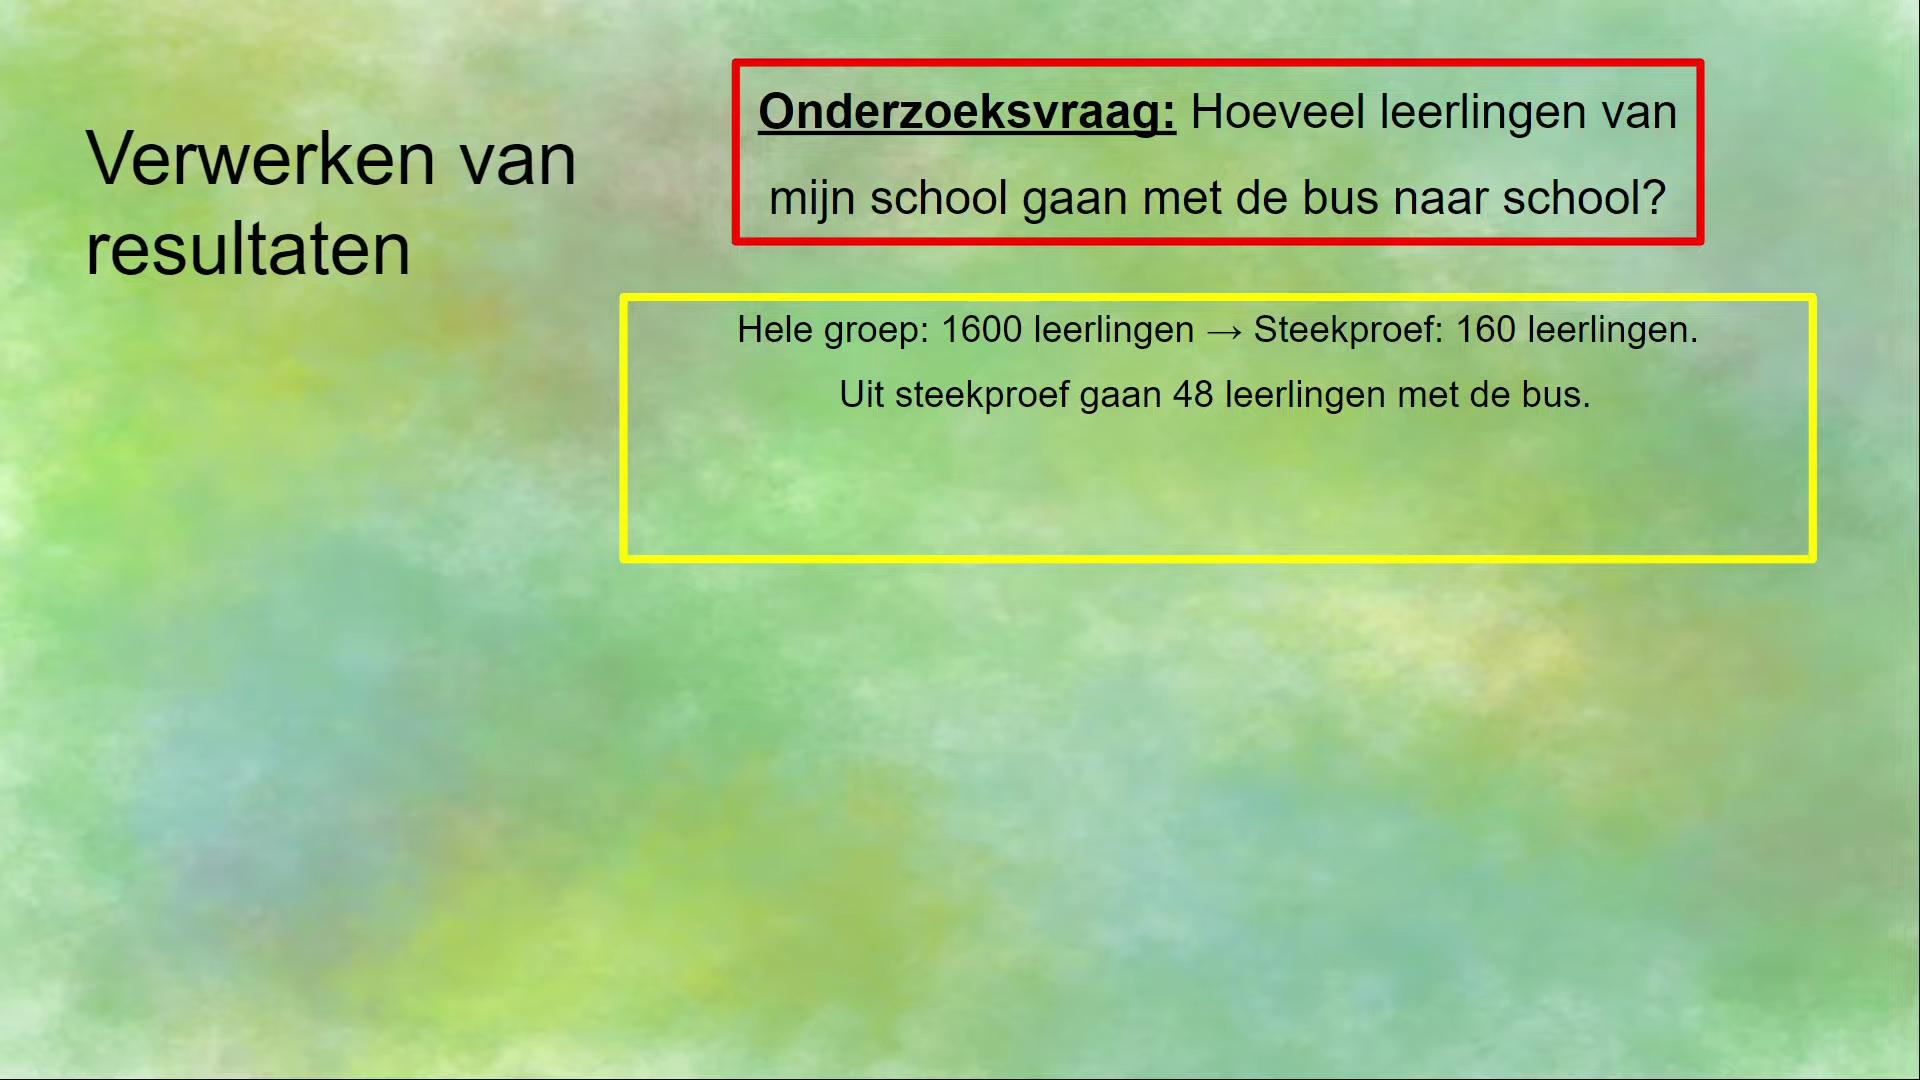 Verwerken van
resultaten
Onderzoeksvraag: Hoeveel leerlingen van
mijn school gaan met de bus naar school?
Hele groep: 1600 leerlingen → Steekproef: 160 leerlingen.
Uit steekproef gaan 48 leerlingen met de bus.